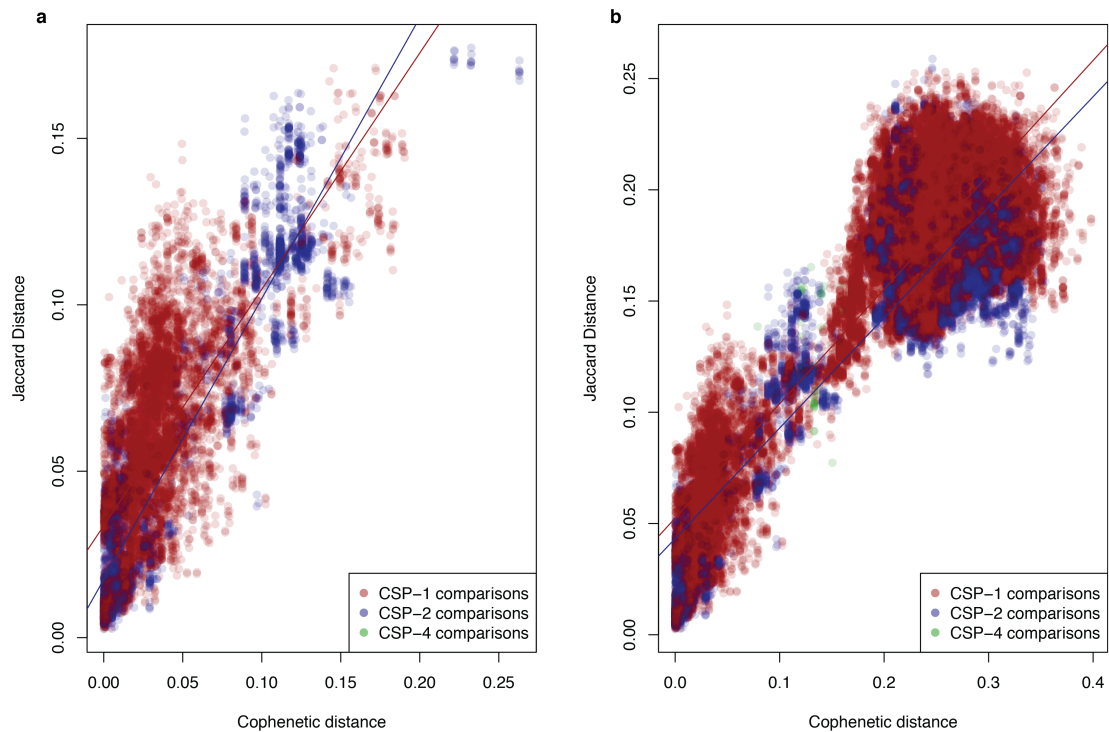 a
Jaccard Distance
0.15
0.10
0.05
0.00
0.00 0.05 0.10 0.15 0.20 0.25
Cophenetic distance
CSP−1 comparisons
CSP−2 comparisons
CSP−4 comparisons
b
Jaccard Distance
0.25
0.20
0.15
0.10
0.05
0.00
0.0 0.1 0.2 0.3 0.4
Cophenetic distance
CSP−1 comparisons
CSP−2 comparisons
CSP−4 comparisons